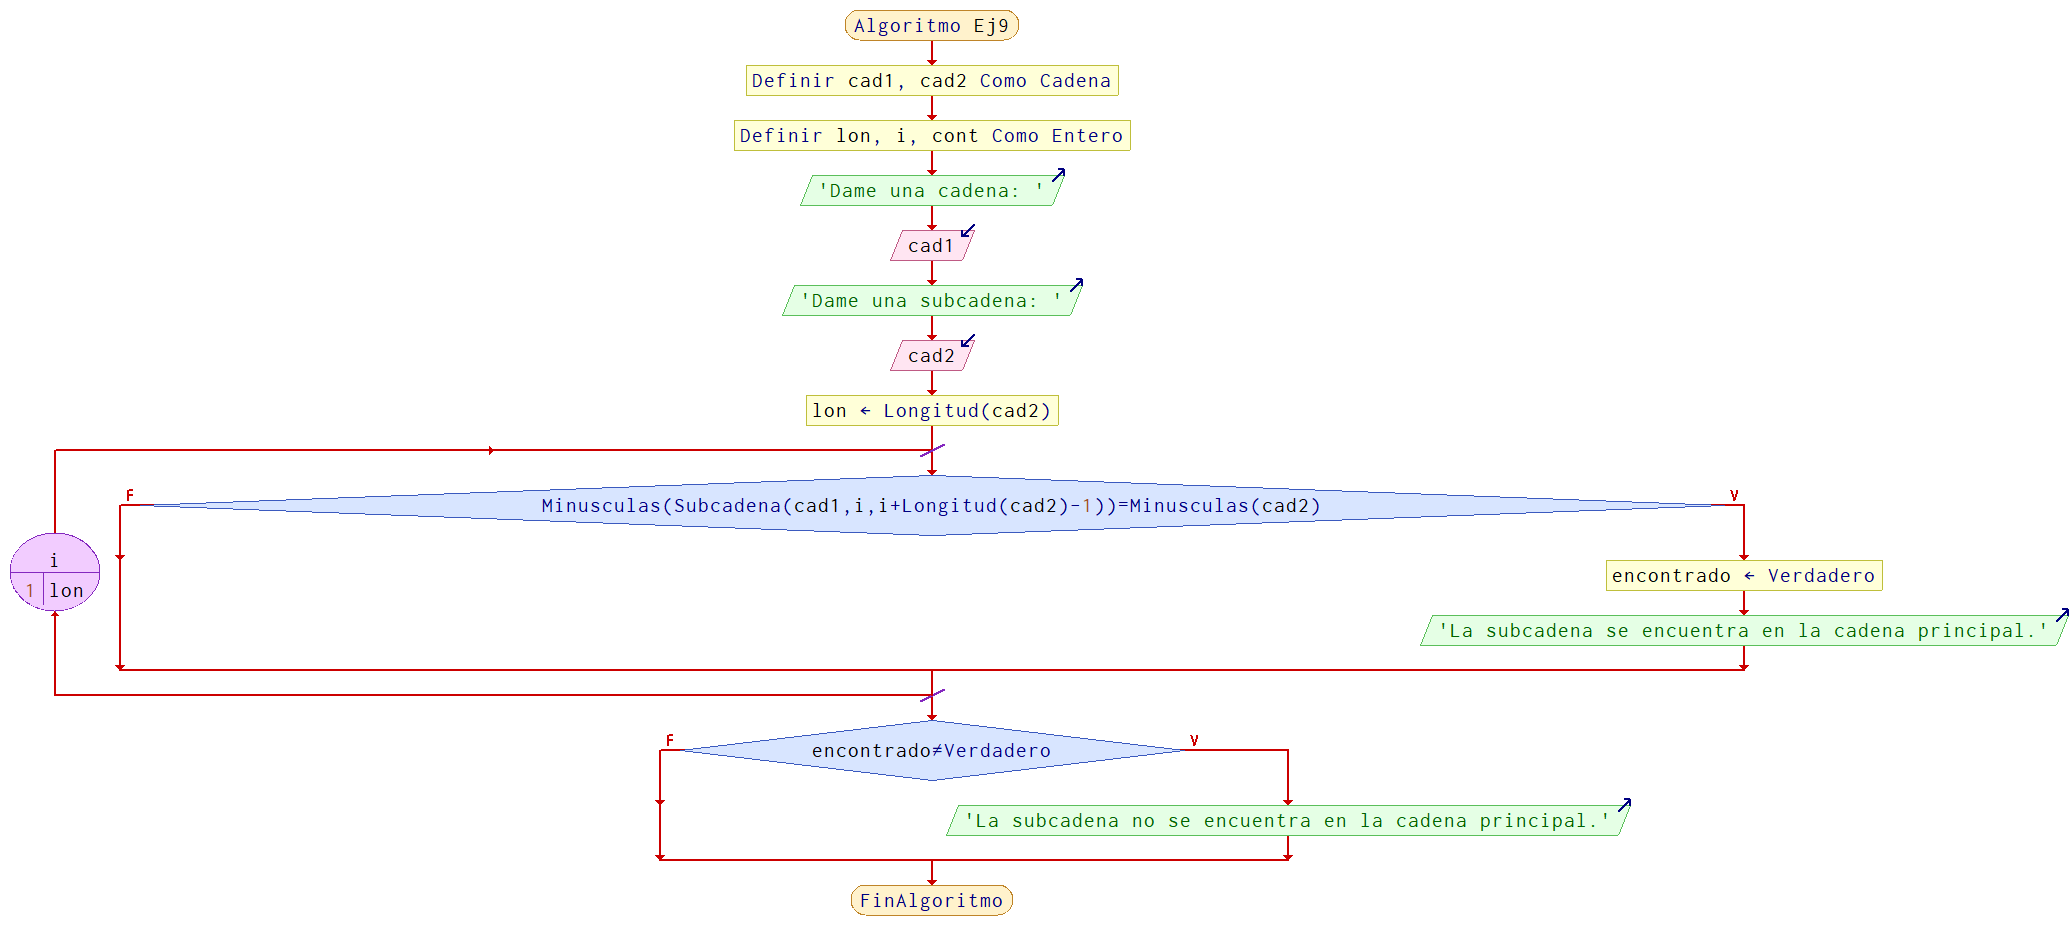 Algoritmo Ej9
Definir cad1, cad2 Como Cadena
Definir lon, i, cont Como Entero
'Dame una cadena: '
cad1
'Dame una subcadena: '
cad2
lon ← Longitud(cad2)
F
Minusculas(Subcadena(cad1,i,i+Longitud(cad2)-1))=Minusculas(cad2)
V
i
1 lon
encontrado ← Verdadero
'La subcadena se encuentra en la cadena principal.'
F
encontrado≠Verdadero
V
'La subcadena no se encuentra en la cadena principal.'
FinAlgoritmo